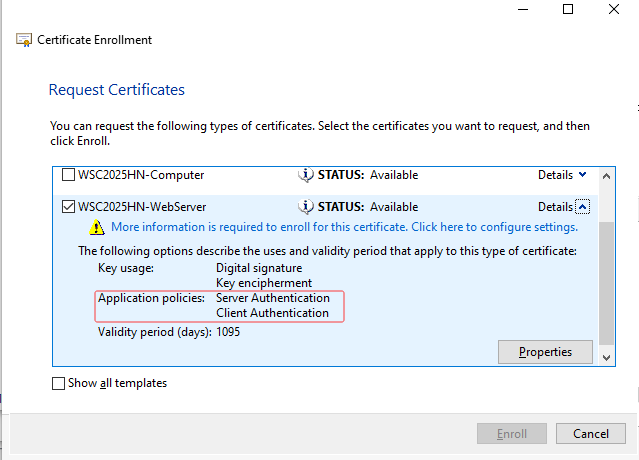 Certificate Enrollment
Request Certificates
You can request the following types of certificates. Select the certificates you want to request, and then
click Enroll.
WSC2025HN-Computer STATUS: Available Details
WSC2025HN-WebServer STATUS: Available Details
More information is required to enroll for this certificate. Click here to configure settings.
The following options describe the uses and validity period that apply to this type of certificate:
Key usage: Digital signature
Key encipherment
Application policies: Server Authentication
Client Authentication
Validity period (days): 1095
Properties
Show all templates
Enroll Cancel